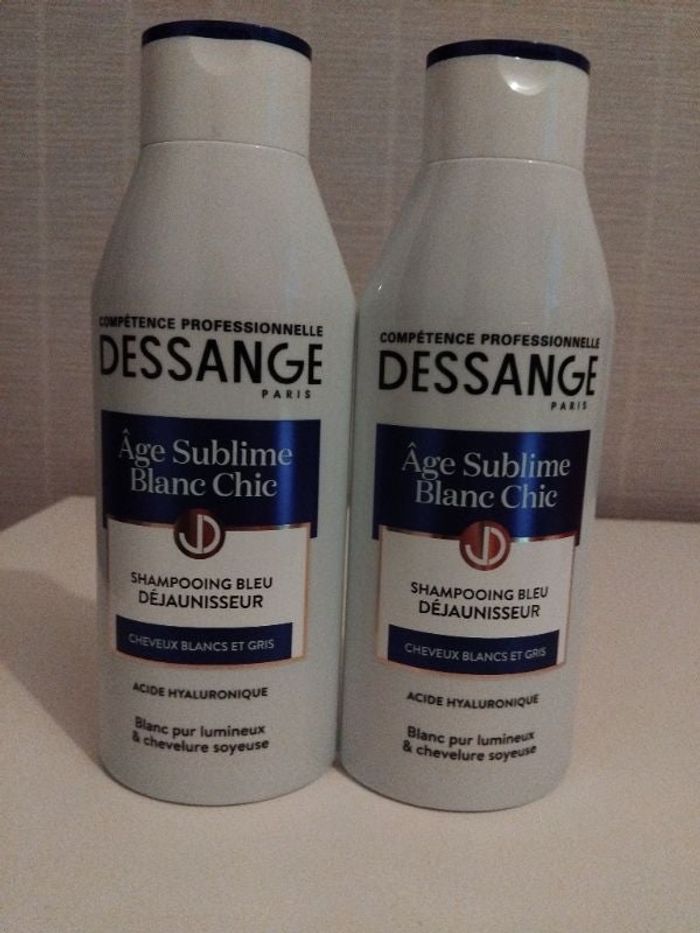 COMPÉTENCE PROFESSIONNELLE
DESSANGE
PARIS
Âge Sublime
Blanc Chic
JD
SHAMPOOING BLEU
DÉJAUNISSEUR
CHEVEUX BLANCS ET GRIS
ACIDE HYALURONIQUE
Blanc pur lumineux
& chevelure soyeuse
COMPÉTENCE PROFESSIONNELLE
DESSANGE
PARIS
Âge Sublime
Blanc Chic
JD
SHAMPOOING BLEU
DÉJAUNISSEUR
CHEVEUX BLANCS ET GRIS
ACIDE HYALURONIQUE
Blanc pur lumineux
& chevelure soyeuse